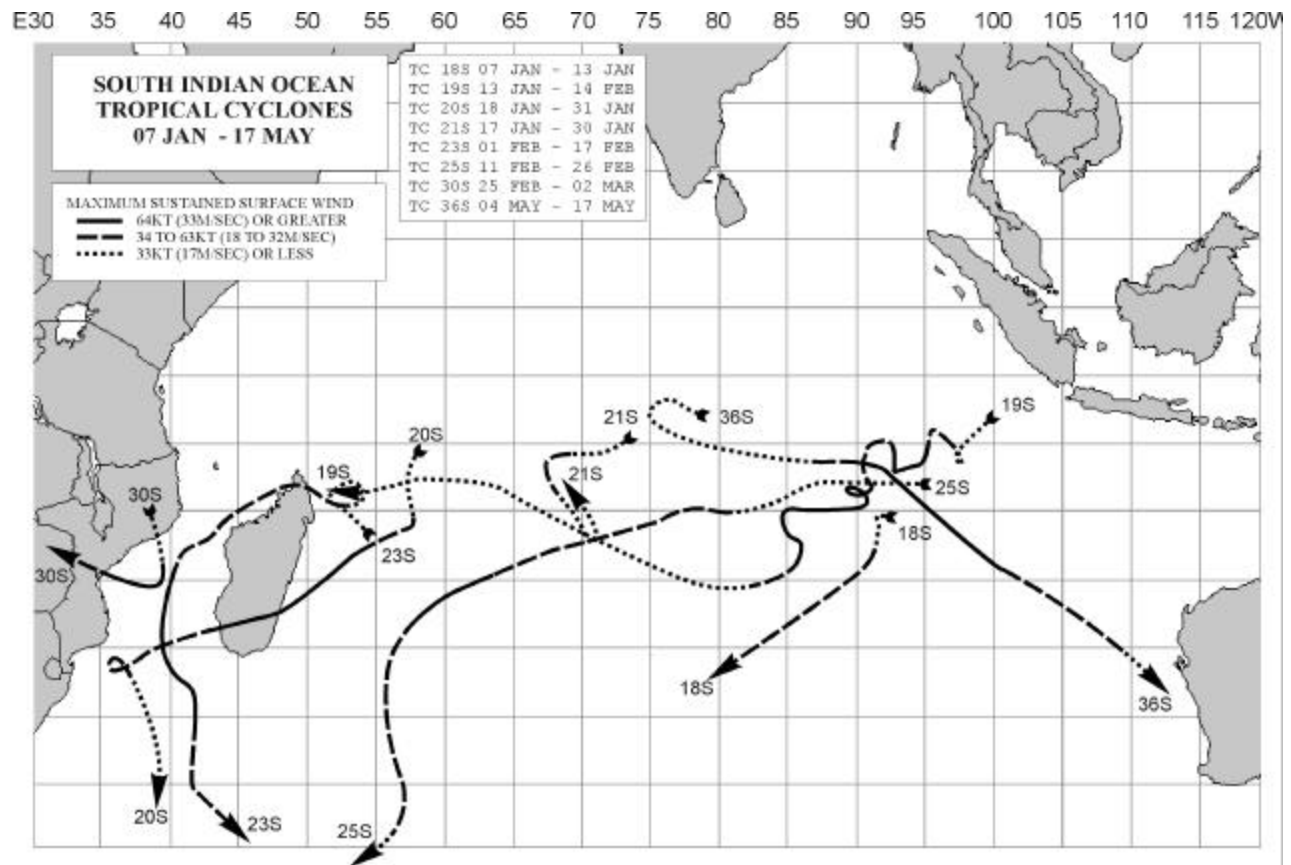 E30 35 40 45 50 55 60 65 70 75 80 85 90 95 100 105 110 115 120W
SOUTH INDIAN OCEAN
TROPICAL CYCLONES
07 JAN - 17 MAY
TC 18S 07 JAN - 13 JAN
TC 19S 13 JAN - 14 FEB
TC 20S 18 JAN - 31 JAN
TC 21S 17 JAN - 30 JAN
TC 23S 01 FEB - 17 FEB
TC 25S 11 FEB - 26 FEB
TC 30S 25 FEB - 02 MAR
TC 36S 04 MAY - 17 MAY
MAXIMUM SUSTAINED SURFACE WIND
64KT (33M/SEC) OR GREATER
34 TO 63KT (18 TO 32M/SEC)
33KT (17M/SEC) OR LESS
19S
21S
36S
20S
19S
21S
25S
30S
18S
23S
30S
18S
36S
20S
23S
25S